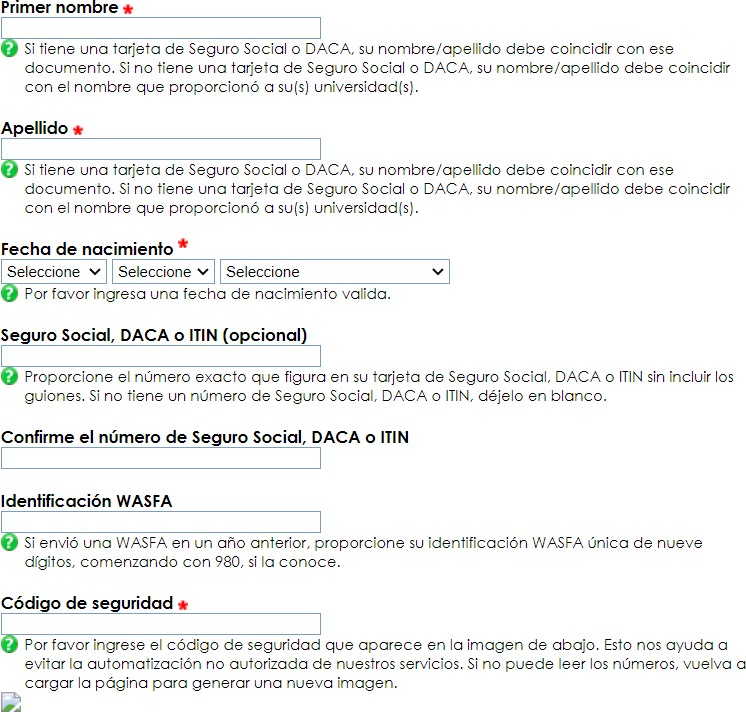 Primer nombre *
Si tiene una tarjeta de Seguro Social o DACA, su nombre/apellido debe coincidir con ese
documento. Si no tiene una tarjeta de Seguro Social o DACA, su nombre/apellido debe coincidir
con el nombre que proporcionó a su(s) universidad(s).
Apellido *
Si tiene una tarjeta de Seguro Social o DACA, su nombre/apellido debe coincidir con ese
documento. Si no tiene una tarjeta de Seguro Social o DACA, su nombre/apellido debe coincidir
con el nombre que proporcionó a su(s) universidad(s).
Fecha de nacimiento *
Seleccione Seleccione Seleccione
Por favor ingresa una fecha de nacimiento valida.
Seguro Social, DACA o ITIN (opcional)
Proporcione el número exacto que figura en su tarjeta de Seguro Social, DACA o ITIN sin incluir los
guiones. Si no tiene un número de Seguro Social, DACA o ITIN, déjelo en blanco.
Confirme el número de Seguro Social, DACA o ITIN
Identificación WASFA
Si envió una WASFA en un año anterior, proporcione su identificación WASFA única de nueve
dígitos, comenzando con 980, si la conoce.
Código de seguridad *
Por favor ingrese el código de seguridad que aparece en la imagen de abajo. Esto nos ayuda a
evitar la automatización no autorizada de nuestros servicios. Si no puede leer los números, vuelva a
cargar la página para generar una nueva imagen.